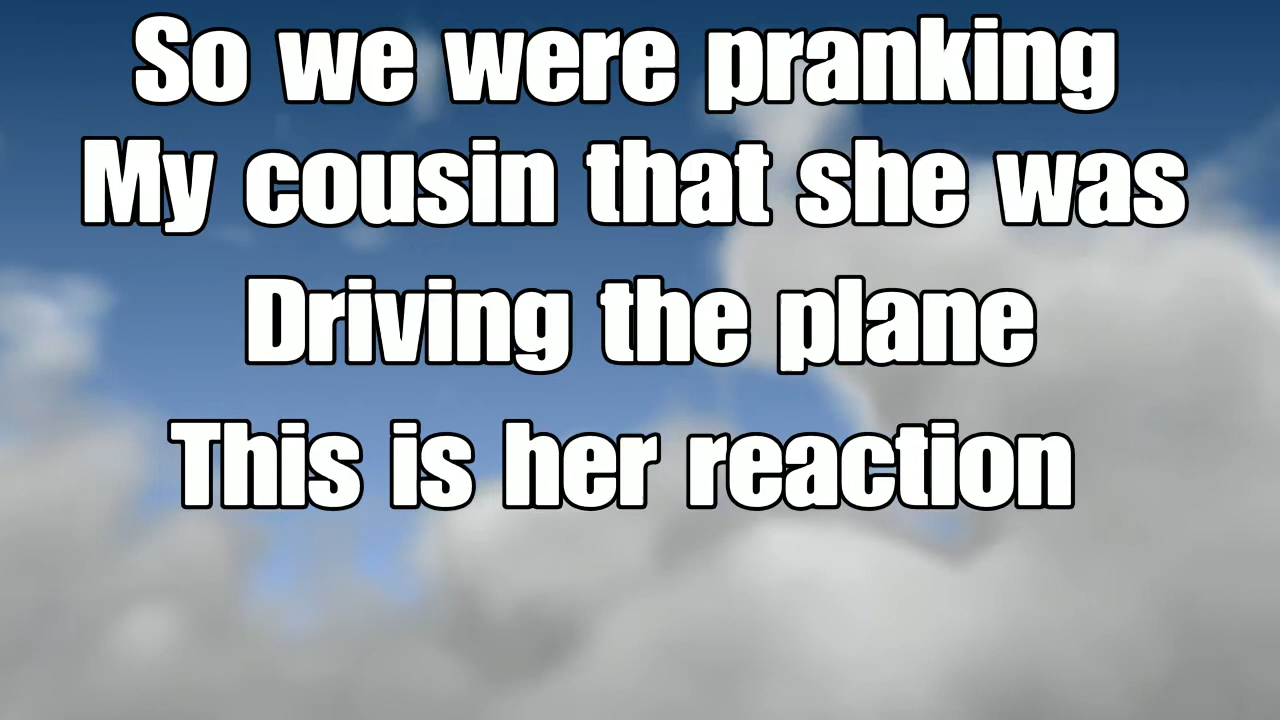 So we were pranking
My cousin that she was
Driving the plane
This is her reaction